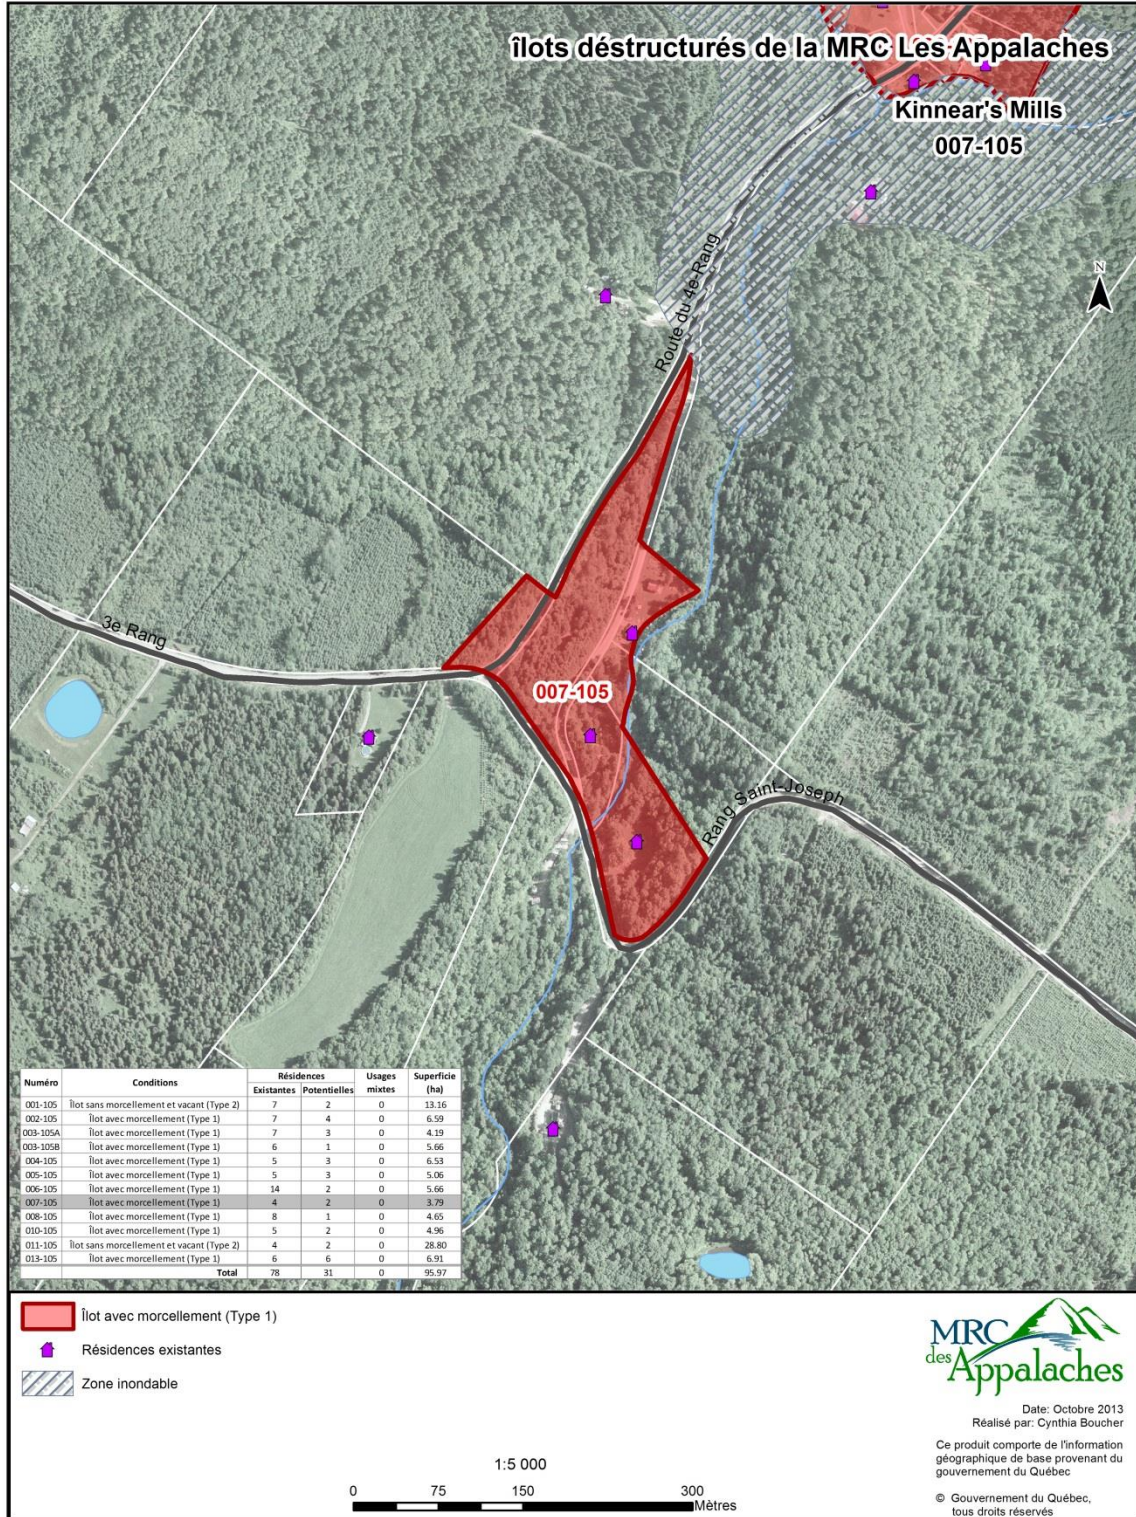 îlots déstructurés de la MRC Les Appalaches
Kinnear's Mills
007-105
N
Route du 4e-Rang
3e Rang
007-105
Rang Saint-Joseph
Numéro Conditions Résidences Usages mixtes Superficie (ha)
Existantes Potentielles
001-105 Îlot sans morcellement et vacant (Type 2) 7 2 0 13.16
002-105 Îlot avec morcellement (Type 1) 7 4 0 6.59
003-105A Îlot avec morcellement (Type 1) 7 3 0 4.19
003-105B Îlot avec morcellement (Type 1) 6 1 0 5.66
004-105 Îlot avec morcellement (Type 1) 5 3 0 6.53
005-105 Îlot avec morcellement (Type 1) 5 3 0 5.06
006-105 Îlot avec morcellement (Type 1) 14 2 0 5.66
007-105 Îlot avec morcellement (Type 1) 4 2 0 3.79
008-105 Îlot avec morcellement (Type 1) 8 1 0 4.65
010-105 Îlot avec morcellement (Type 1) 5 2 0 4.96
011-105 Îlot sans morcellement et vacant (Type 2) 4 2 0 28.80
013-105 Îlot avec morcellement (Type 1) 6 6 0 6.91
Total 78 31 0 95.97
Îlot avec morcellement (Type 1)
Résidences existantes
Zone inondable
1:5 000
0 75 150 300
Mètres
MRC
des Appalaches
Date: Octobre 2013
Réalisé par: Cynthia Boucher
Ce produit comporte de l'information
géographique de base provenant du
gouvernement du Québec
© Gouvernement du Québec,
tous droits réservés